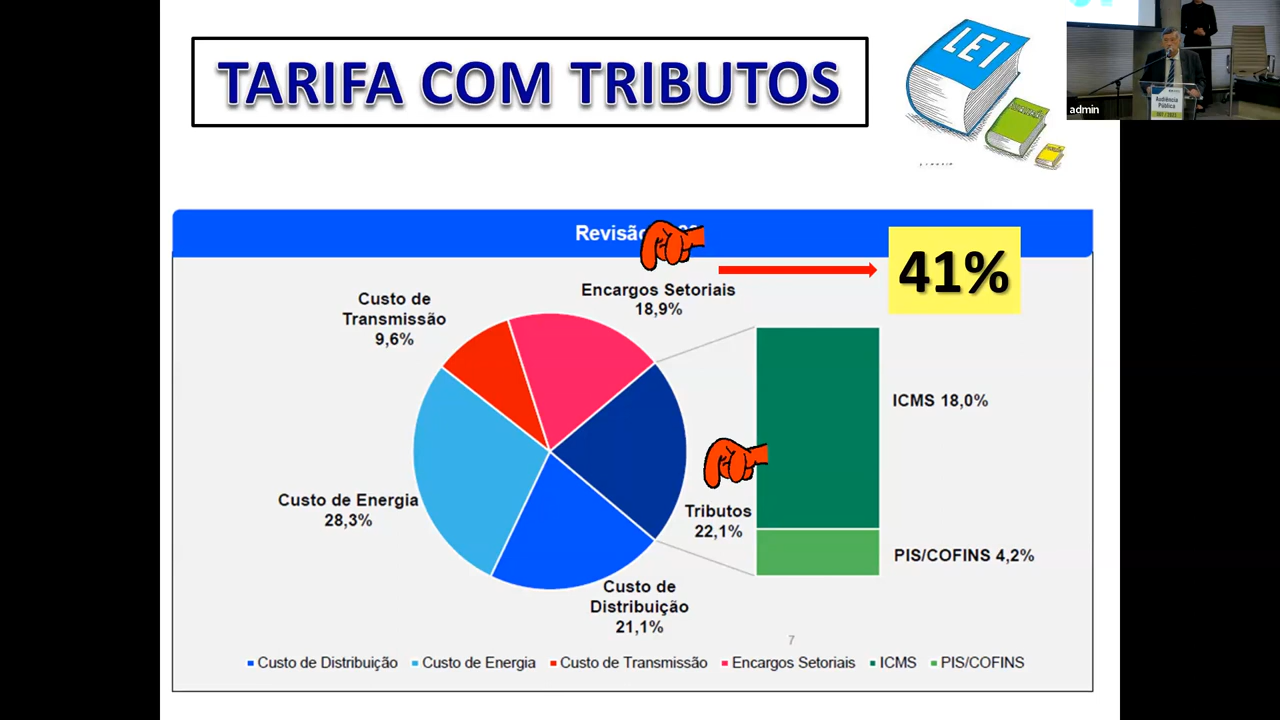 TARIFA COM TRIBUTOS
LEI
admin
Audiência
Pública
Revisão
41%
Encargos Setoriais
18,9%
Custo de
Transmissão
9,6%
ICMS 18,0%
Custo de Energia
28,3%
Tributos
22,1%
PIS/COFINS 4,2%
Custo de
Distribuição
21,1%
7
Custo de Distribuição Custo de Energia Custo de Transmissão Encargos Setoriais ICMS PIS/COFINS